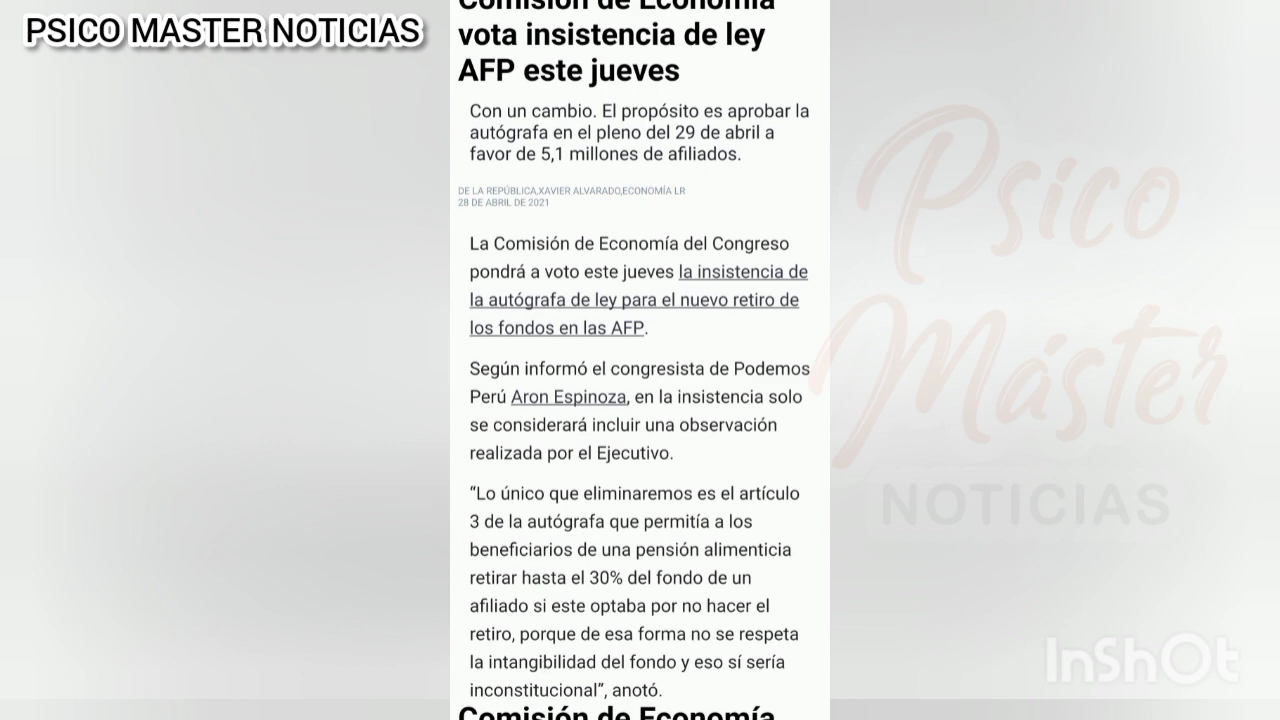 PSICO MASTER NOTICIAS
Comisión de Economía
vota insistencia de ley
AFP este jueves
Con un cambio. El propósito es aprobar la
autógrafa en el pleno del 29 de abril a
favor de 5,1 millones de afiliados.
DE LA REPÚBLICA,XAVIER ALVARADO,ECONOMÍA LR
28 DE ABRIL DE 2021
La Comisión de Economía del Congreso
pondrá a voto este jueves la insistencia de
la autógrafa de ley para el nuevo retiro de
los fondos en las AFP.
Según informó el congresista de Podemos
Perú Aron Espinoza, en la insistencia solo
se considerará incluir una observación
realizada por el Ejecutivo.
“Lo único que eliminaremos es el artículo
3 de la autógrafa que permitía a los
beneficiarios de una pensión alimenticia
retirar hasta el 30% del fondo de un
afiliado si este optaba por no hacer el
retiro, porque de esa forma no se respeta
la intangibilidad del fondo y eso sí sería
inconstitucional”, anotó.
Comisión de Economía
Psico
Máster
NOTICIAS
InShOt